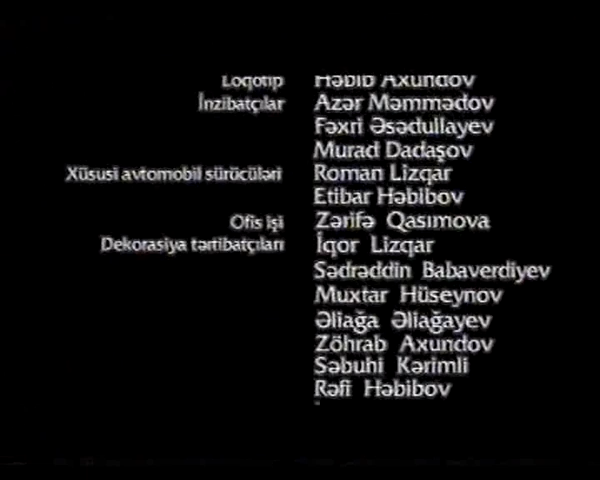 Loqotip Həbib Axundov
İnzibatçılar Azər Məmmədov
Fəxri Əsədullayev
Murad Dadaşov
Xüsusi avtomobil sürücüləri Roman Lizqar
Etibar Həbibov
Ofis işi Zərifə Qasımova
Dekorasiya tərtibatçıları İqor Lizqar
Sədrəddin Babaverdiyev
Muxtar Hüseynov
Əliağa Əliağayev
Zöhrab Axundov
Səbuhi Kərimli
Rəfi Həbibov